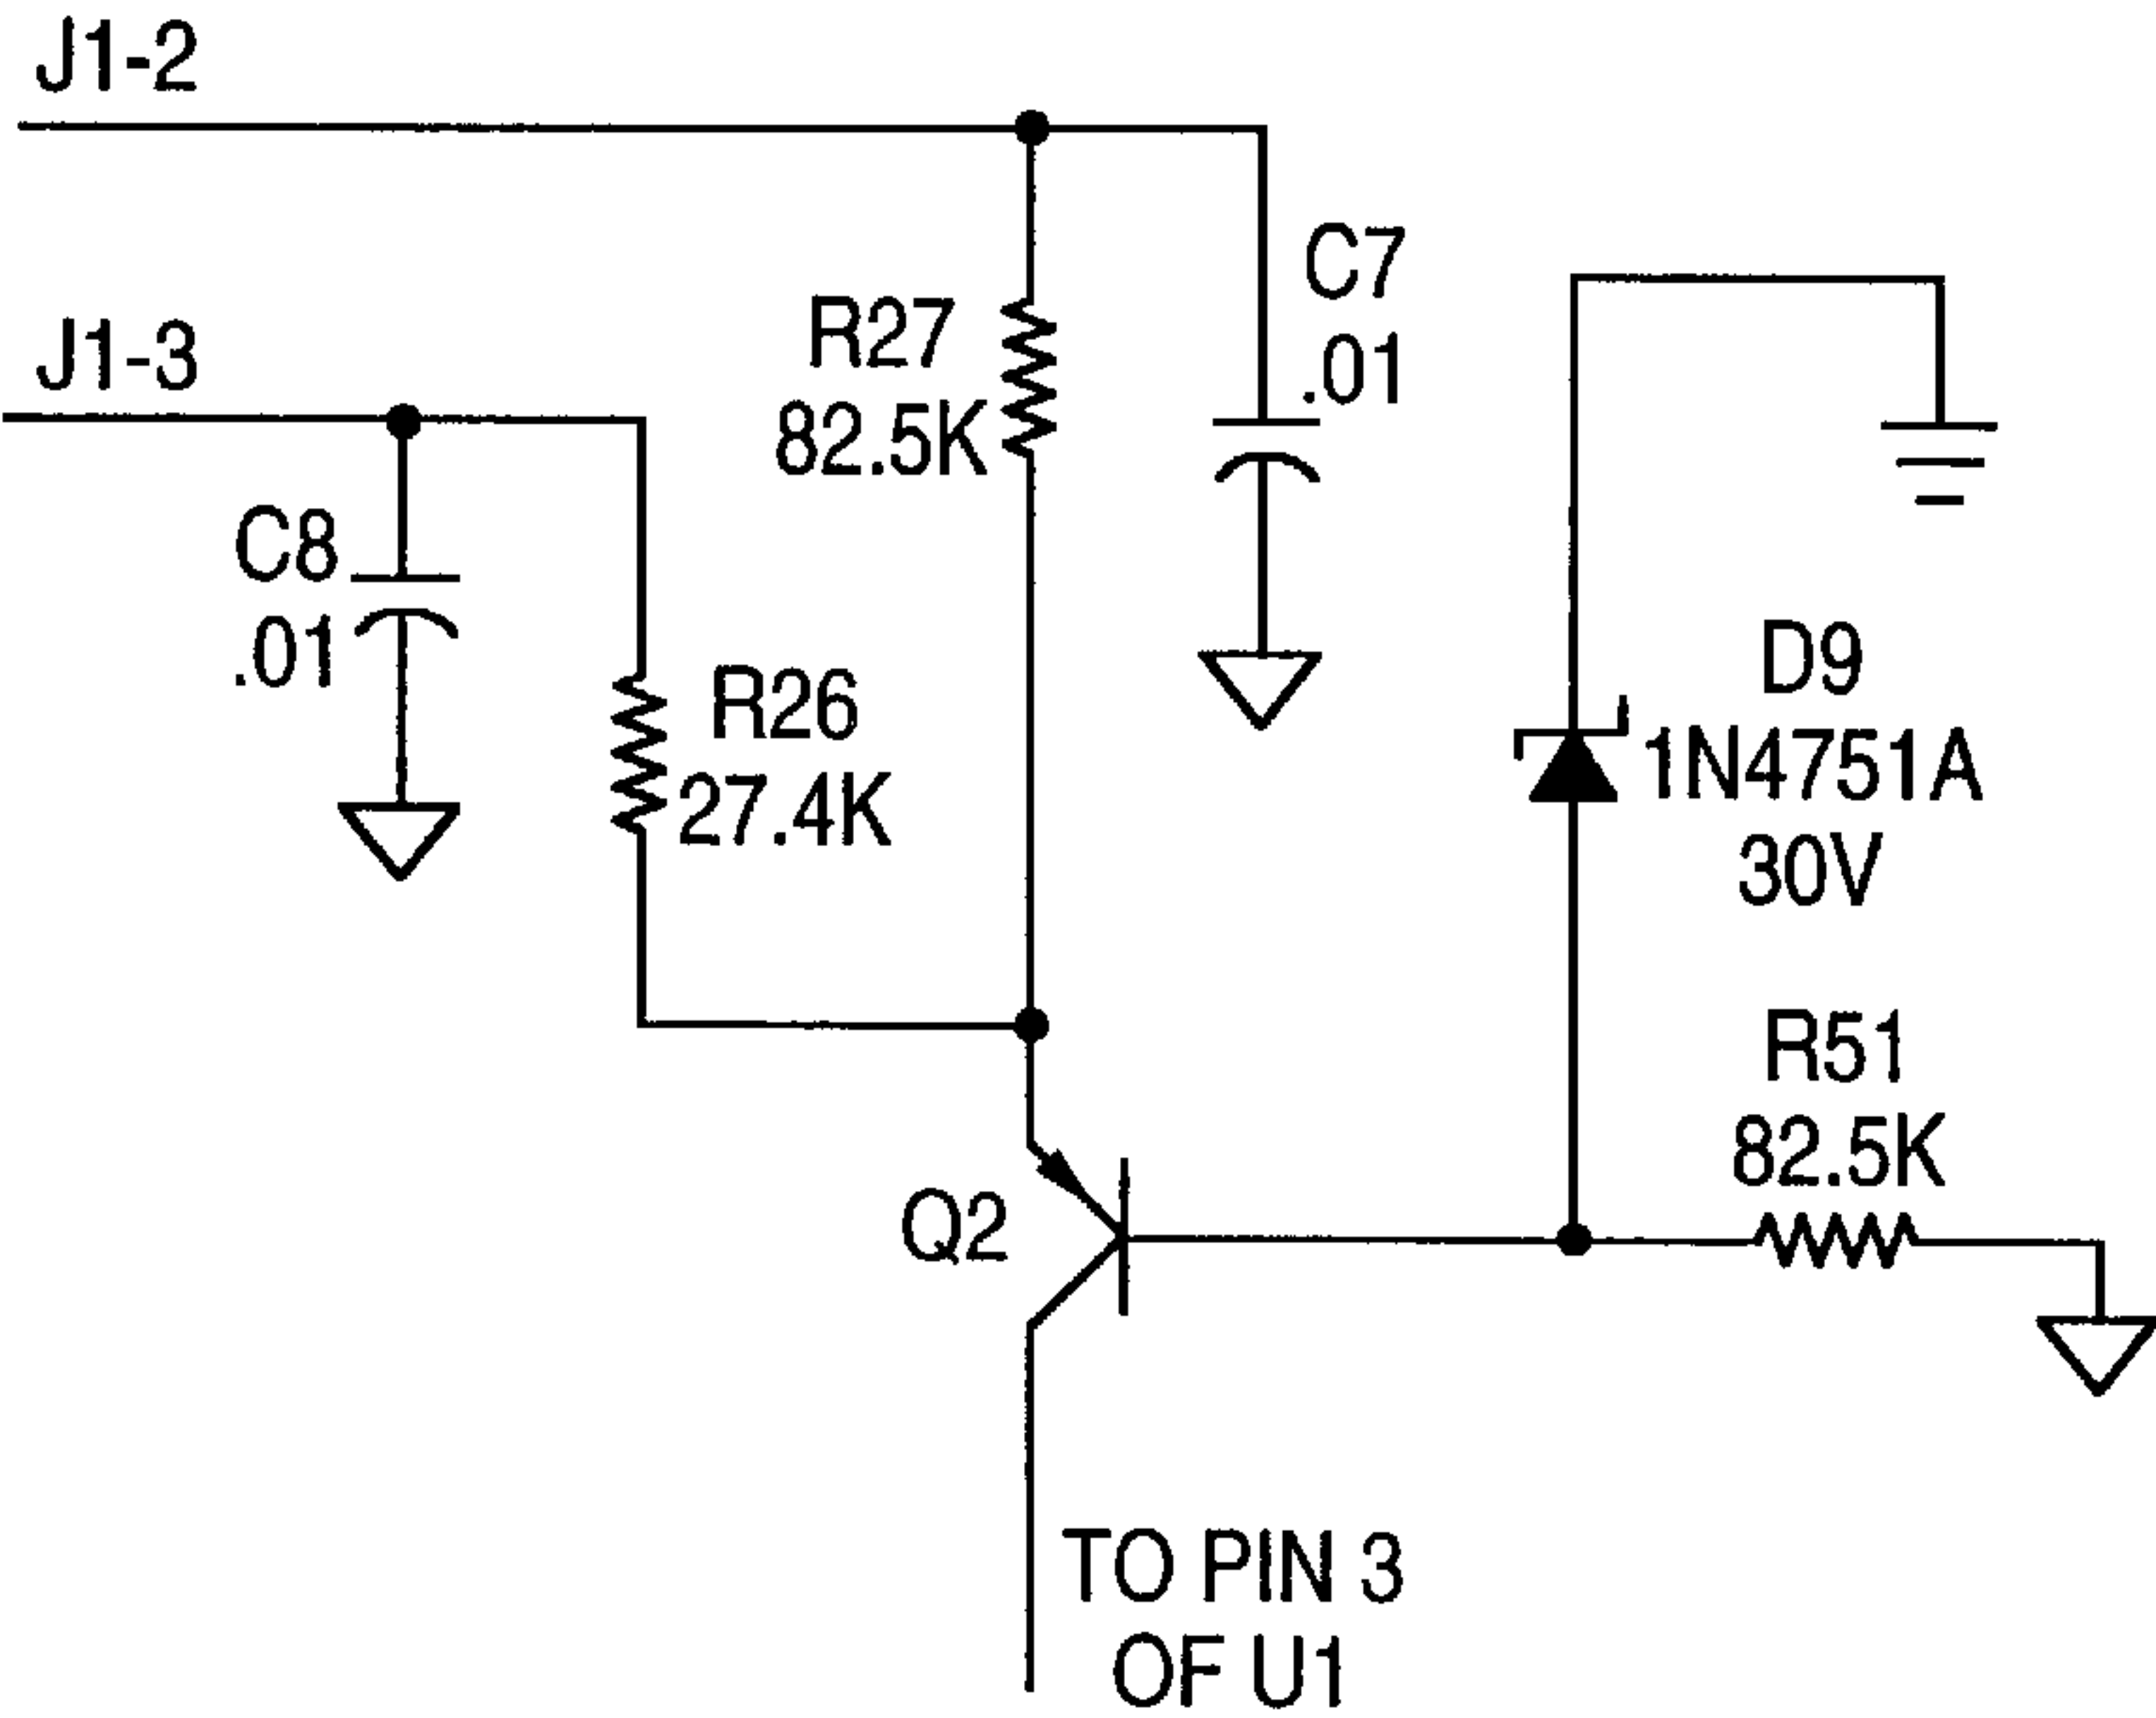 J1-2
J1-3
R27
82.5K
C7
.01
C8
.01
R26
27.4K
D9
1N4751A
30V
R51
82.5K
Q2
TO PIN 3
OF U1